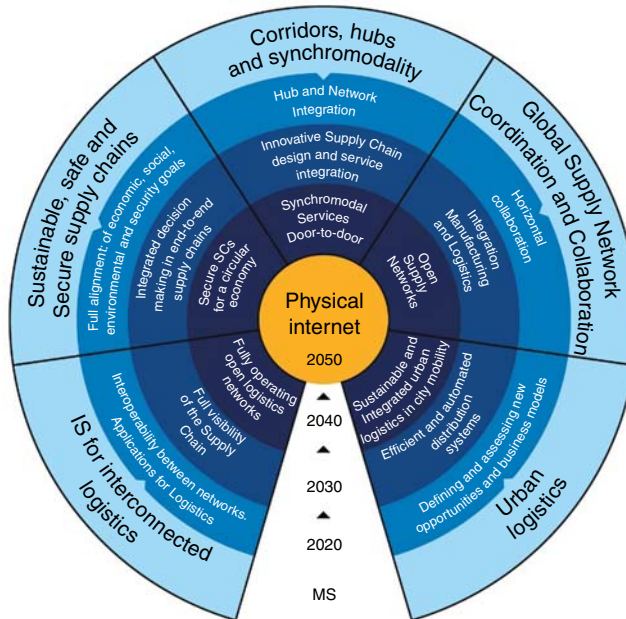 Corridors, hubs
and synchromodality
Hub and Network
Integration
Innovative Supply Chain
design and service
integration
Synchromodal
Services
Door-to-door
Global Supply Network
Coordination and Collaboration
Horizontal
collaboration
Integration
Manufacturing
and Logistics
Open
Supply
Networks
Urban
logistics
Defining and assessing new
opportunities and business models
Efficient and automated
distribution
systems
Sustainable and
Integrated urban
logistics in city mobility
IS for interconnected
logistics
Interoperability between networks.
Applications for Logistics
Full visibility
of the Supply
Chain
Fully operating
open logistics
networks
Sustainable, safe and
Secure supply chains
Full alignment: of economic, social,
environmental and security goals
Integrated decision
making in end-to-end
supply chains
Secure SCs
for a circular
economy
Physical
internet
2050
2040
2030
2020
MS